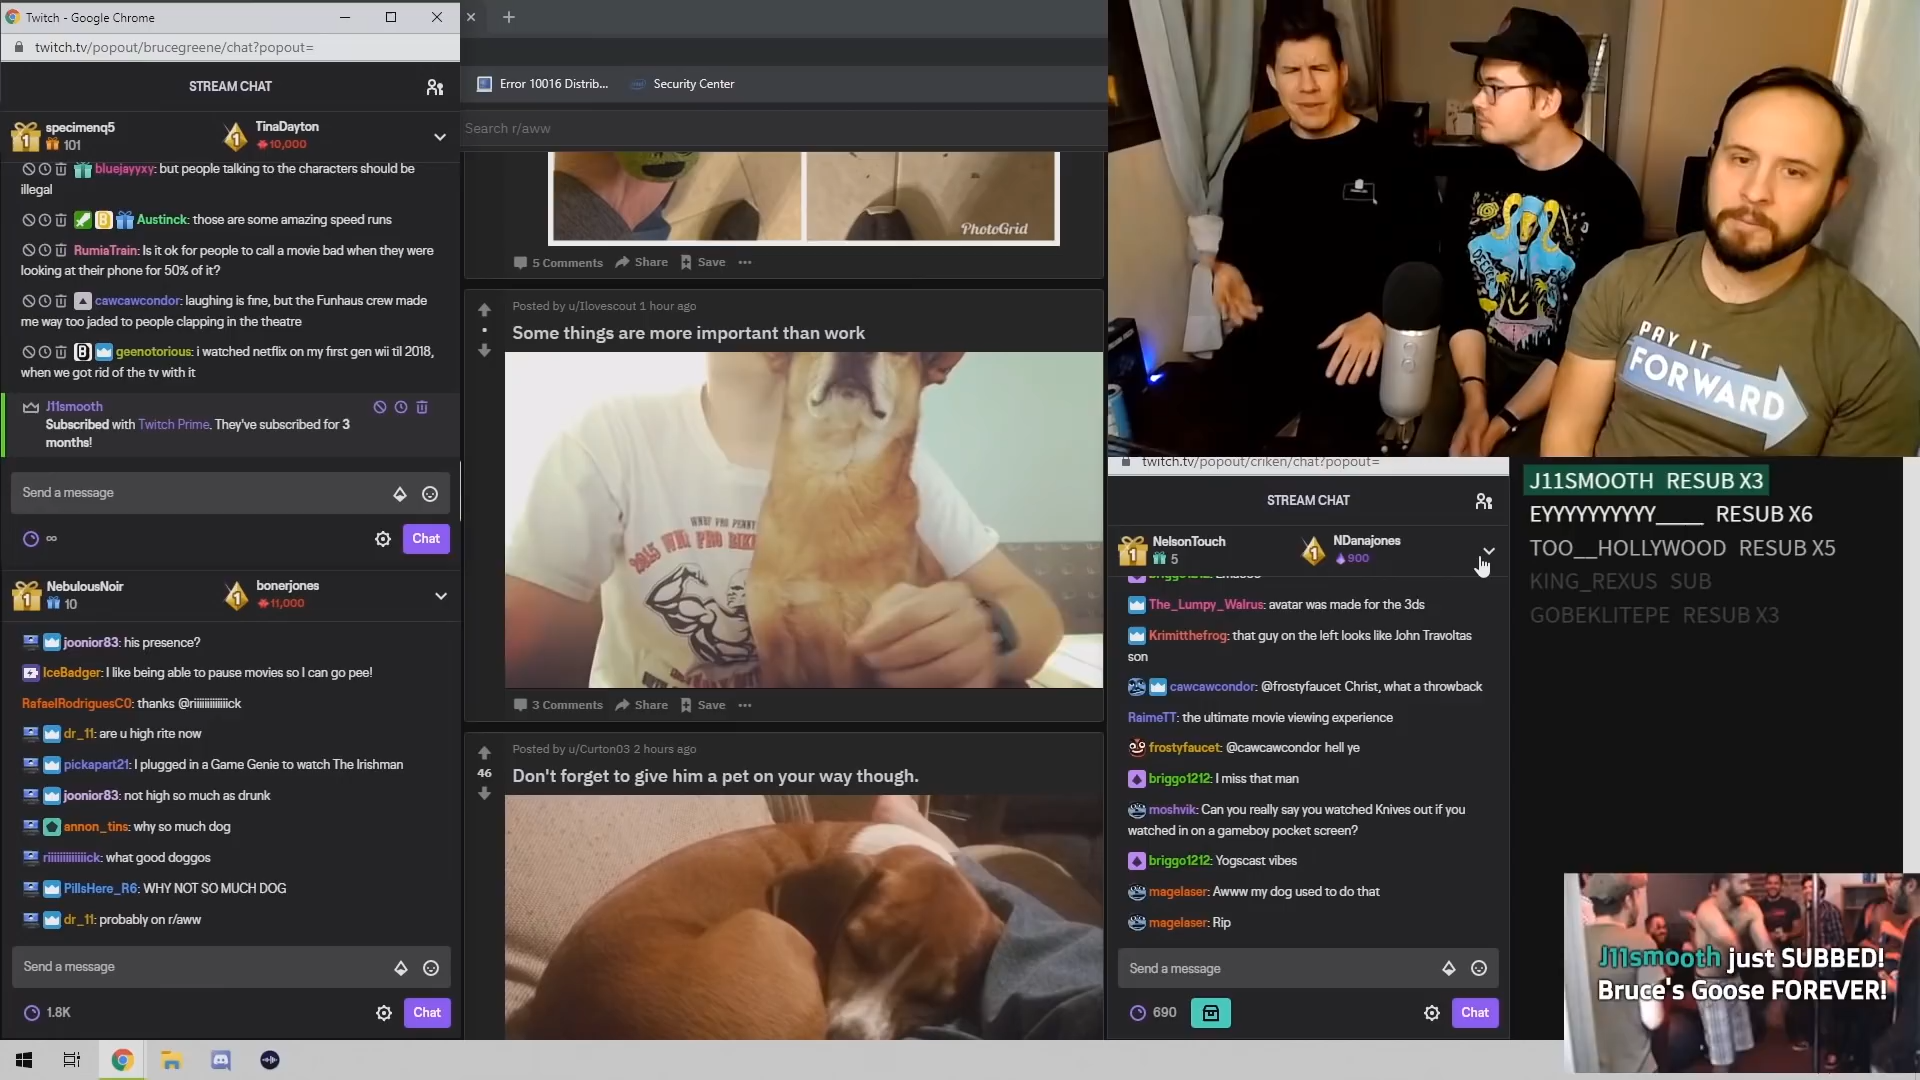 Twitch - Google Chrome
twitch.tv/popout/brucegreene/chat?popout=
STREAM CHAT
specimenq5
101
TinaDayton
10,000
bluejayyxy: but people talking to the characters should be
illegal
Austinck: those are some amazing speed runs
RumiaTrain: Is it ok for people to call a movie bad when they were
looking at their phone for 50% of it?
cawcawcondor: laughing is fine, but the Funhaus crew made
me way too jaded to people clapping in the theatre
geenotorious: i watched netflix on my first gen wii til 2018,
when we got rid of the tv with it
J11smooth
Subscribed with Twitch Prime. They've subscribed for 3
months!
Send a message
∞
Chat
NebulousNoir
10
bonerjones
11,000
joonior83: his presence?
IceBadger: I like being able to pause movies so I can go pee!
RafaelRodriguesC0: thanks @riiiiiiiiiiiiick
dr_11: are u high rite now
pickapart21: I plugged in a Game Genie to watch The Irishman
joonior83: not high so much as drunk
annon_tins: why so much dog
riiiiiiiiiiiiick: what good doggos
PillsHere_R6: WHY NOT SO MUCH DOG
dr_11: probably on r/aww
Send a message
1.8K
Chat
Error 10016 Distrib...
Security Center
Search r/aww
PhotoGrid
5 Comments
Share
Save
Posted by u/Ilovescout 1 hour ago
Some things are more important than work
2015 WNBF PRO PENNY
3 Comments
Share
Save
Posted by u/Curton03 2 hours ago
46
Don't forget to give him a pet on your way though.
PAY IT
FORWARD
twitch.tv/popout/criken/chat?popout=
STREAM CHAT
NelsonTouch
5
NDanajones
900
The_Lumpy_Walrus: avatar was made for the 3ds
Krimitthefrog: that guy on the left looks like John Travoltas
son
cawcawcondor: @frostyfaucet Christ, what a throwback
RaimeTT: the ultimate movie viewing experience
frostyfaucet: @cawcawcondor hell ye
briggo1212: I miss that man
moshvik: Can you really say you watched Knives out if you
watched in on a gameboy pocket screen?
briggo1212: Yogscast vibes
magelaser: Awww my dog used to do that
magelaser: Rip
Send a message
690
Chat
J11SMOOTH RESUB X3
EYYYYYYYYYY____ RESUB X6
TOO__HOLLYWOOD RESUB X5
KING_REXUS SUB
GOBEKLITEPE RESUB X3
J11smooth just SUBBED!
Bruce's Goose FOREVER!